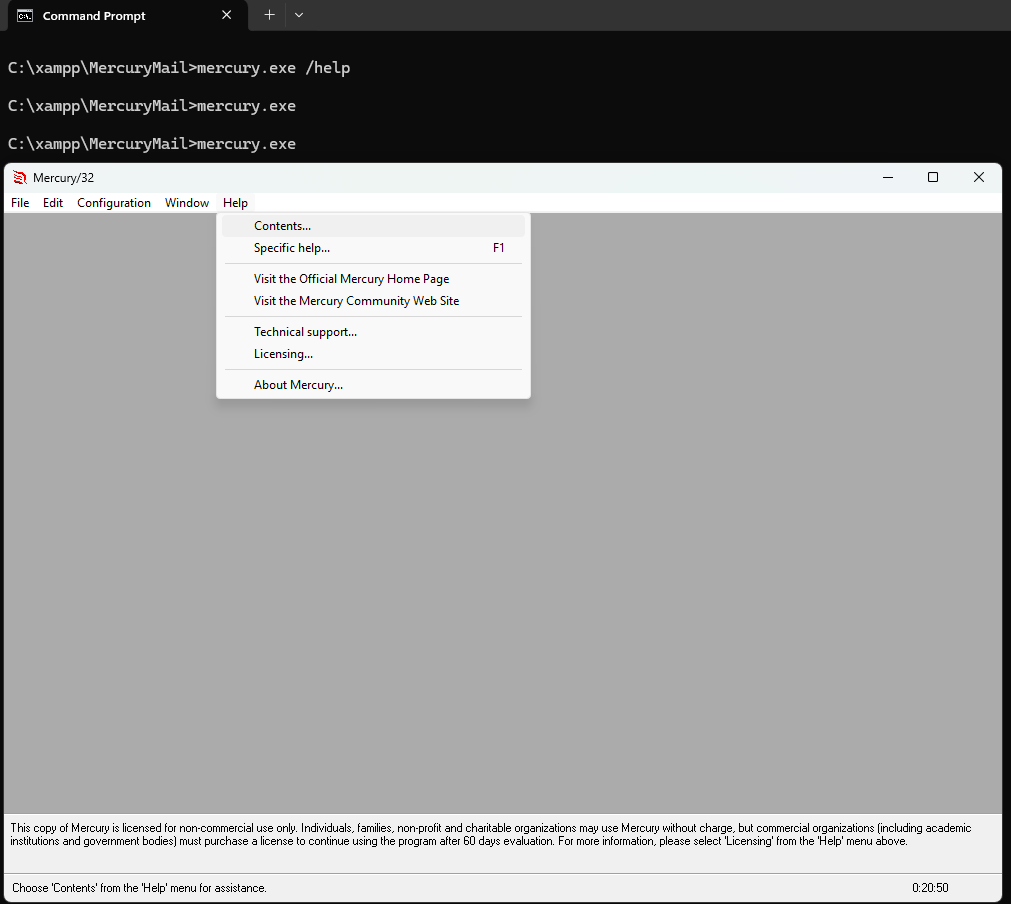 Command Prompt
C:\xampp\MercuryMail>mercury.exe /help
C:\xampp\MercuryMail>mercury.exe
C:\xampp\MercuryMail>mercury.exe
Mercury/32
File Edit Configuration Window Help
Contents...
Specific help... F1
Visit the Official Mercury Home Page
Visit the Mercury Community Web Site
Technical support...
Licensing...
About Mercury...
This copy of Mercury is licensed for non-commercial use only. Individuals, families, non-profit and charitable organizations may use Mercury without charge, but commercial organizations (including academic
institutions and government bodies) must purchase a license to continue using the program after 60 days evaluation. For more information, please select 'Licensing' from the 'Help' menu above.
Choose 'Contents' from the 'Help' menu for assistance. 0:20:50